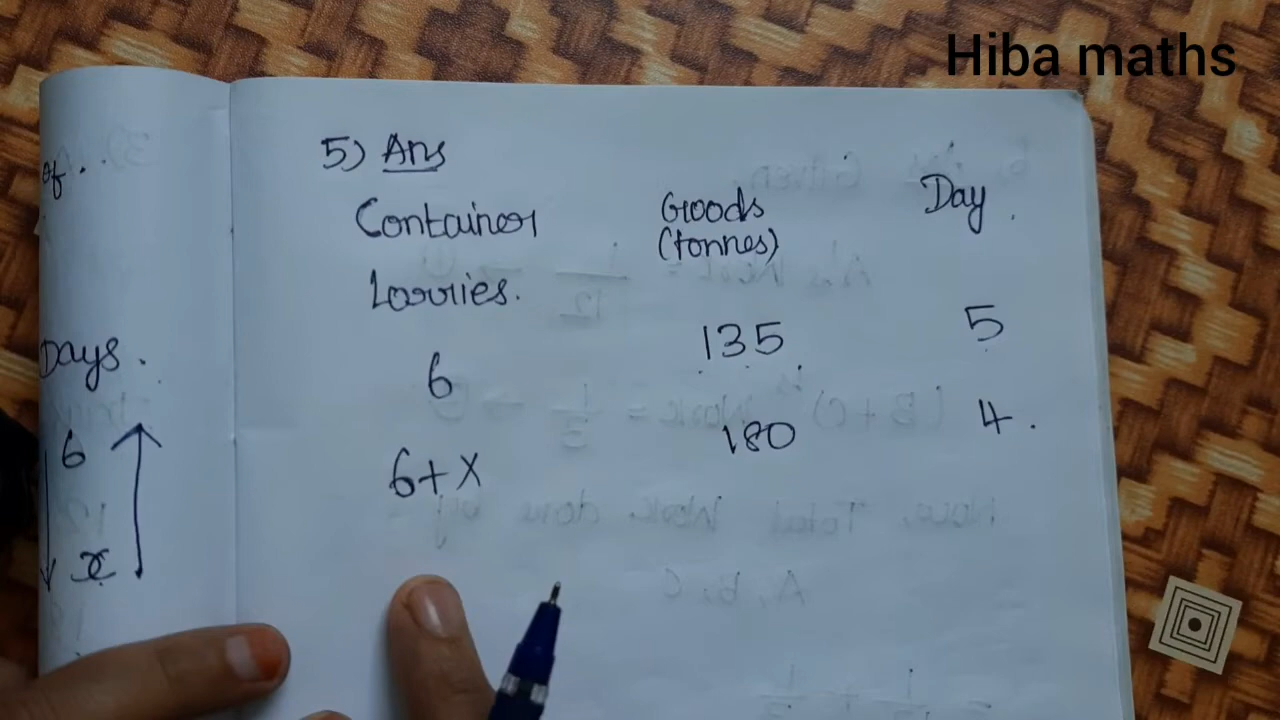 Hiba maths
5) Ans
Container Lorries.
Goods (tonnes)
Day.
6
135
5
6+x
180
4.
of..
Days.
6
x